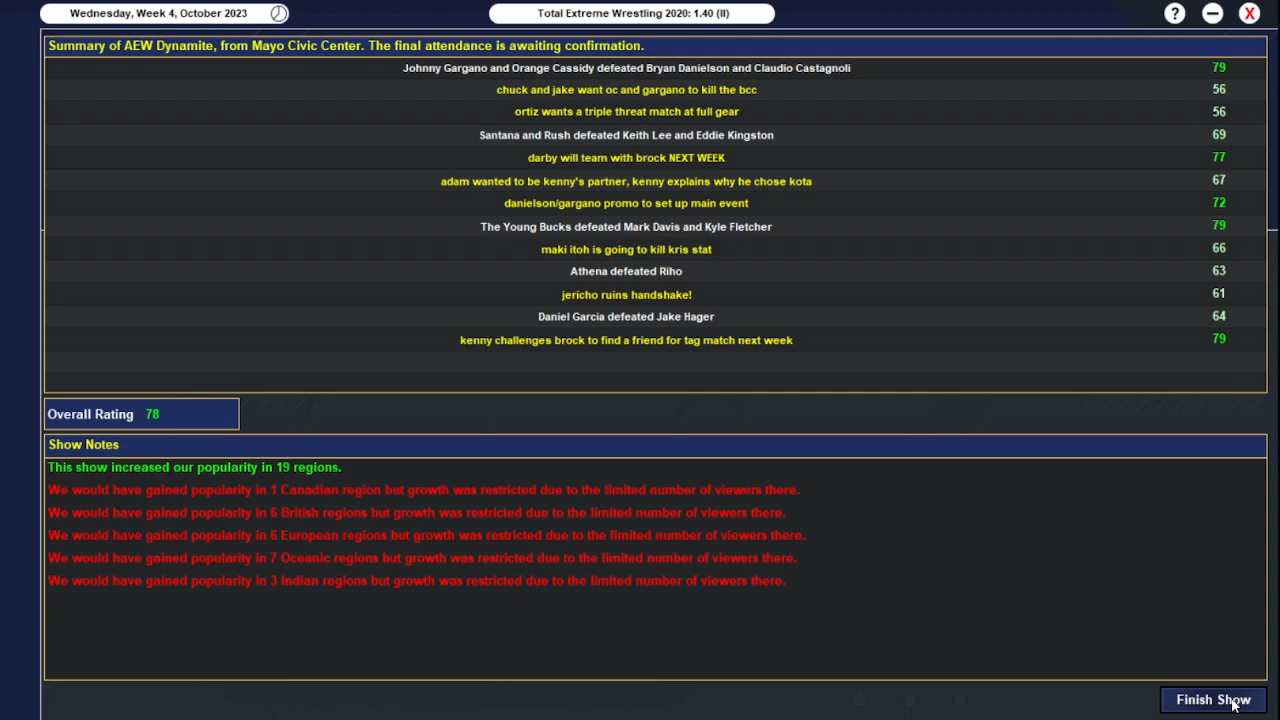 Wednesday, Week 4, October 2023
Total Extreme Wrestling 2020: 1.40 (II)
? X
Summary of AEW Dynamite, from Mayo Civic Center. The final attendance is awaiting confirmation.
Johnny Gargano and Orange Cassidy defeated Bryan Danielson and Claudio Castagnoli 79
chuck and jake want oc and gargano to kill the bcc 56
ortiz wants a triple threat match at full gear 56
Santana and Rush defeated Keith Lee and Eddie Kingston 69
darby will team with brock NEXT WEEK 77
adam wanted to be kenny's partner, kenny explains why he chose kota 67
danielson/gargano promo to set up main event 72
The Young Bucks defeated Mark Davis and Kyle Fletcher 79
maki itoh is going to kill kris stat 66
Athena defeated Riho 63
jericho ruins handshake! 61
Daniel Garcia defeated Jake Hager 64
kenny challenges brock to find a friend for tag match next week 79
Overall Rating 78
Show Notes
This show increased our popularity in 19 regions.
We would have gained popularity in 1 Canadian region but growth was restricted due to the limited number of viewers there.
We would have gained popularity in 6 British regions but growth was restricted due to the limited number of viewers there.
We would have gained popularity in 6 European regions but growth was restricted due to the limited number of viewers there.
We would have gained popularity in 7 Oceanic regions but growth was restricted due to the limited number of viewers there.
We would have gained popularity in 3 Indian regions but growth was restricted due to the limited number of viewers there.
Finish Show